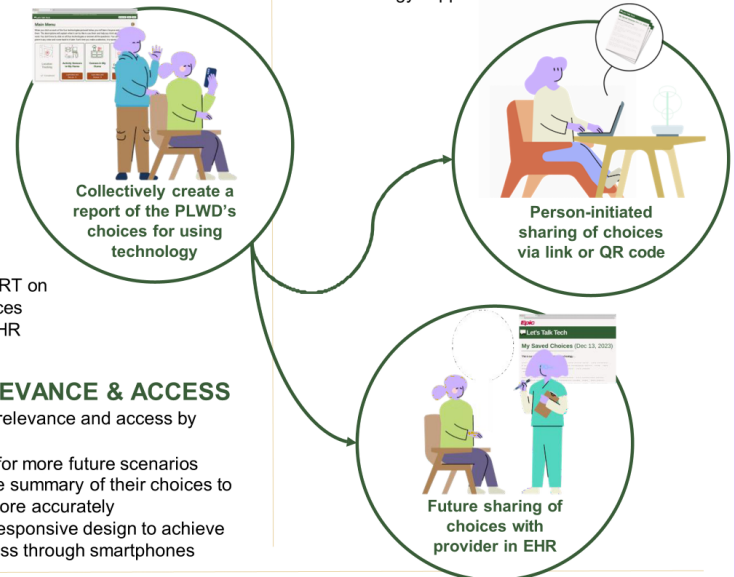 Main Menu
Collectively create a
report of the PLWD's
choices for using
technology
Person-initiated
sharing of choices
via link or QR code
RT on
ces
HR
EVANCE & ACCESS
relevance and access by
for more future scenarios
e summary of their choices to
ore accurately
esponsive design to achieve
ss through smartphones
Epic
Let's Talk Tech
My Saved Choices (Dec 13, 2023)
Future sharing of
choices with
provider in EHR